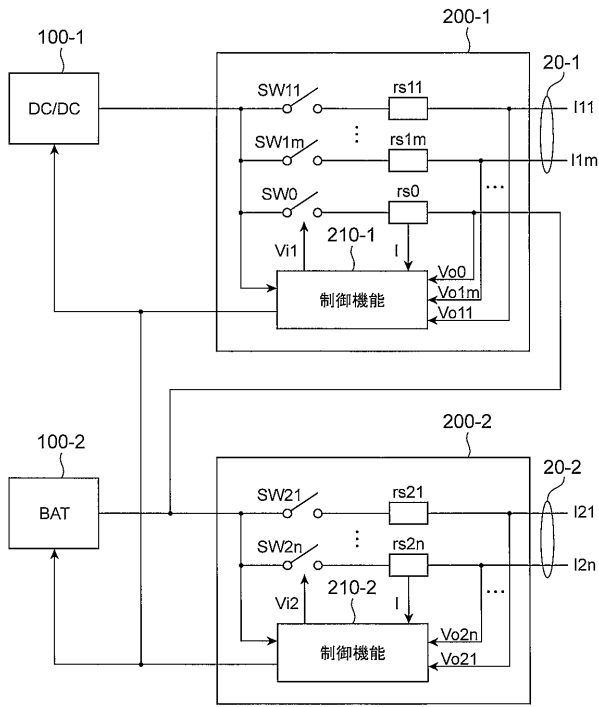 200-1
100-1
20-1
DC/DC
SW11
rs11
I11
SW1m
rs1m
I1m
SW0
rs0
Vi1
210-1
I
Vo0
制御機能
Vo1m
Vo11
200-2
100-2
20-2
BAT
SW21
rs21
I21
SW2n
rs2n
I2n
Vi2
210-2
I
制御機能
Vo2n
Vo21